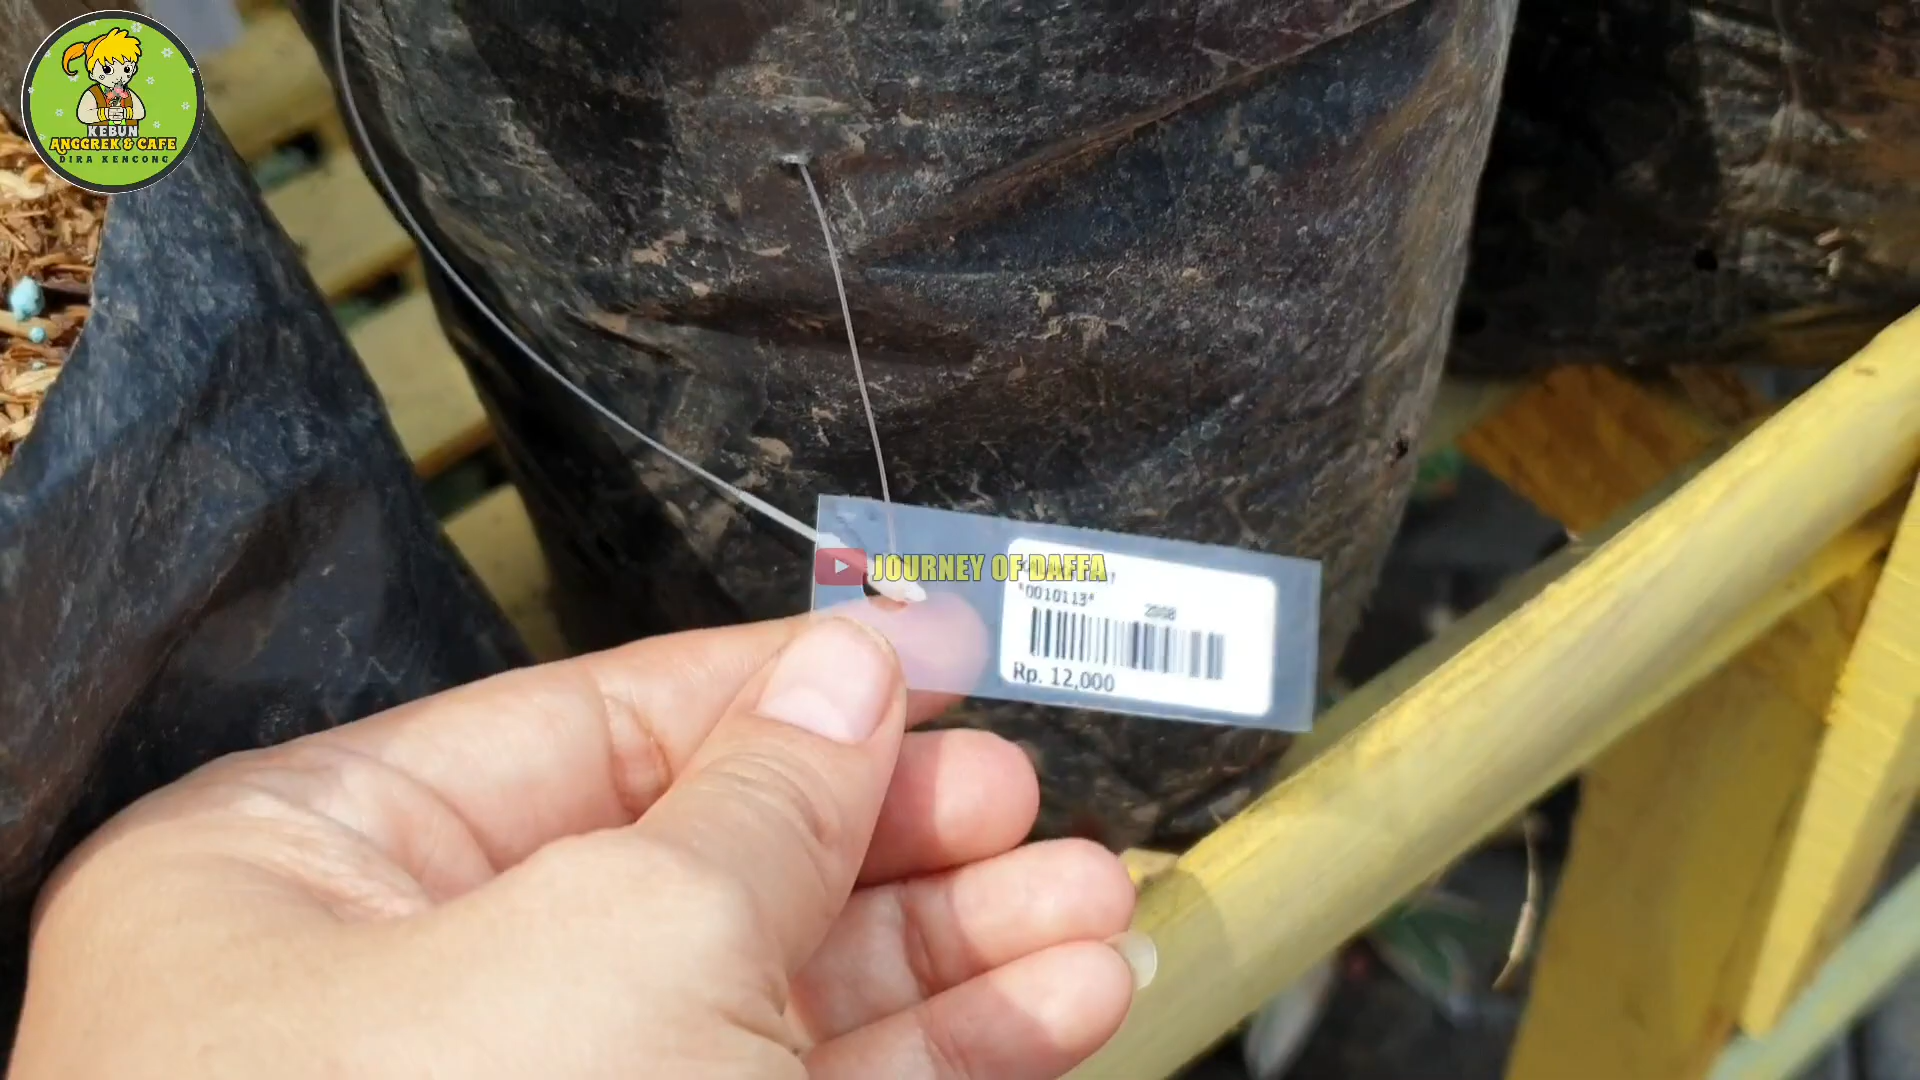 KEBUN
ANGGREK & CAFE
DIRA KENCONG
JOURNEY OF DAFFA
*0010113*
2008
Rp. 12,000